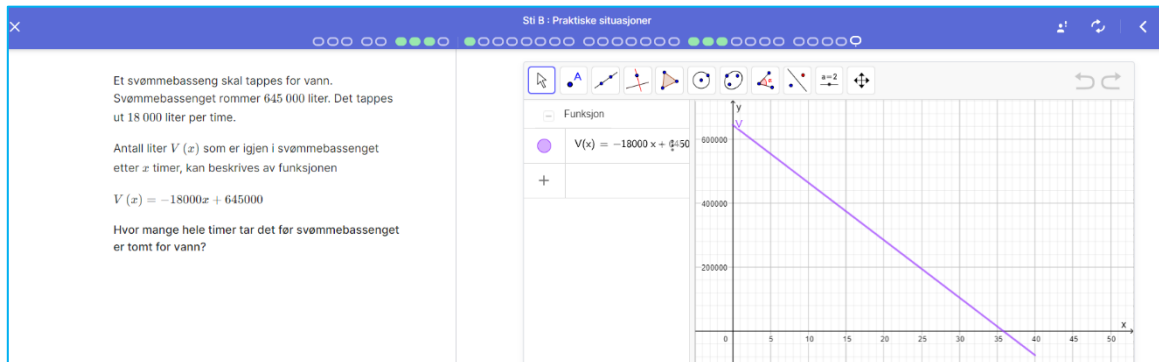 Sti B : Praktiske situasjoner
Et svømmebasseng skal tappes for vann.
Svømmebassenget rommer 645 000 liter. Det tappes
ut 18 000 liter per time.
Antall liter V (x) som er igjen i svømmebassenget
etter x timer, kan beskrives av funksjonen
V (x) = −18000x + 645000
Hvor mange hele timer tar det før svømmebassenget
er tomt for vann?
A
a=2
Funksjon
V(x) = −18000 x +
y
V
600000
400000
200000
0 5 10 15 20 25 30 35 40 45 50
x